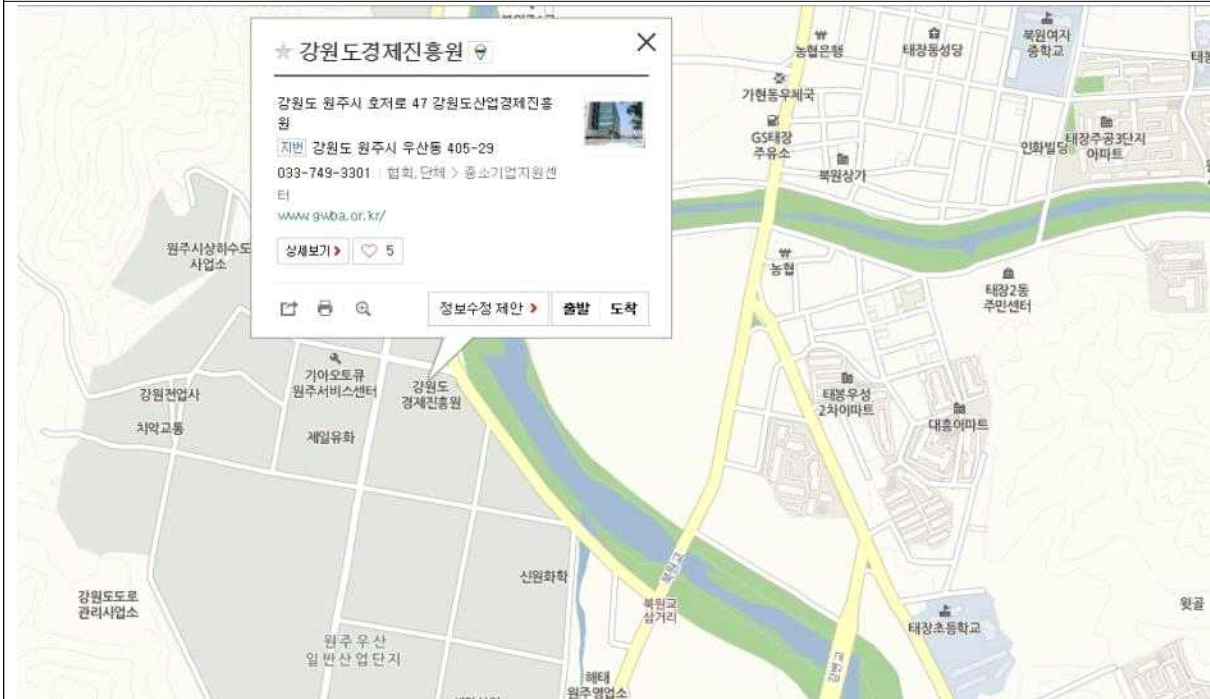 강원도경제진흥원
강원도 원주시 호저로 47 강원도산업경제진흥
원
지번 강원도 원주시 우산동 405-29
033-749-3301 | 협회,단체 > 중소기업지원센
터
www.gwba.or.kr/
상세보기 >
5
정보수정 제안 >
출발
도착
농협은행
태장동성당
북원여자
중학교
가현동우체국
GS태장
주유소
북원상가
인화빌딩
태장주공3단지
아파트
원주시상하수도
사업소
농협
태장2동
주민센터
기아오토큐
원주서비스센터
강원도
경제진흥원
강원전업사
치악교통
제일유화
태봉우성
2차아파트
대흥아파트
신원화학
북원교
북원교
삼거리
강원도도로
관리사업소
원주우산
일반산업단지
태장초등학교
윗골
강변교
해태
원주영업소